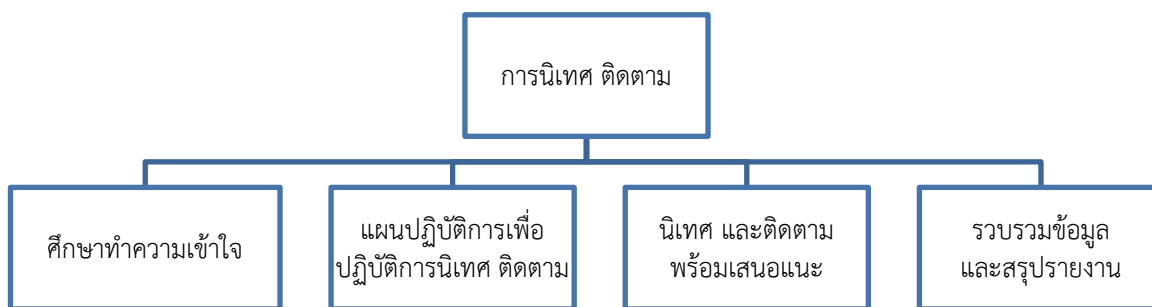 การนิเทศ ติดตาม
ศึกษาทำความเข้าใจ
แผนปฏิบัติการเพื่อ
ปฏิบัติการนิเทศ ติดตาม
นิเทศ และติดตาม
พร้อมเสนอแนะ
รวบรวมข้อมูล
และสรุปรายงาน